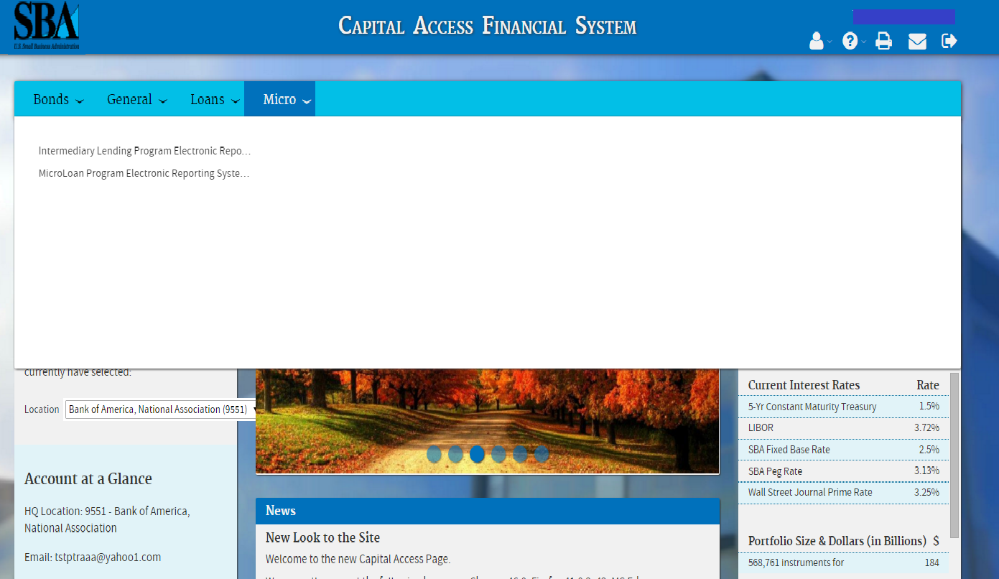 SBA
U.S. Small Business Administration
Capital Access Financial System
Bonds
General
Loans
Micro
Intermediary Lending Program Electronic Repo...
MicroLoan Program Electronic Reporting Syste...
currently have selected:
Location
Bank of America, National Association (9551)
Account at a Glance
HQ Location: 9551 - Bank of America,
National Association
Email: tstptraaa@yahoo1.com
News
New Look to the Site
Welcome to the new Capital Access Page.
Current Interest Rates Rate
5-Yr Constant Maturity Treasury 1.5%
LIBOR 3.72%
SBA Fixed Base Rate 2.5%
SBA Peg Rate 3.13%
Wall Street Journal Prime Rate 3.25%
Portfolio Size & Dollars (in Billions) $
568,761 instruments for 184